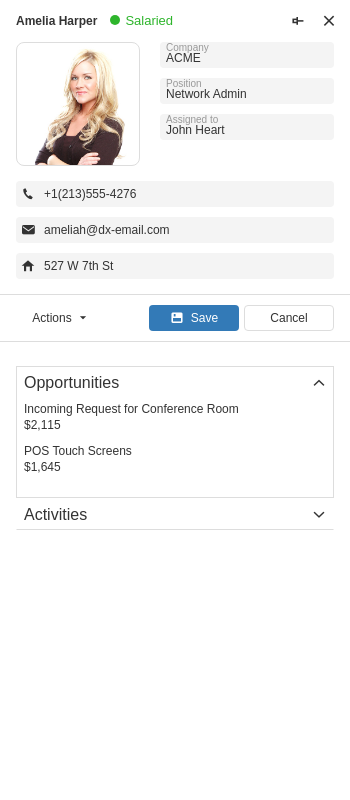 Amelia Harper
Salaried
Company
ACME
Position
Network Admin
Assigned to
John Heart
+1(213)555-4276
ameliah@dx-email.com
527 W 7th St
Actions
Save
Cancel
Opportunities
Incoming Request for Conference Room
$2,115
POS Touch Screens
$1,645
Activities